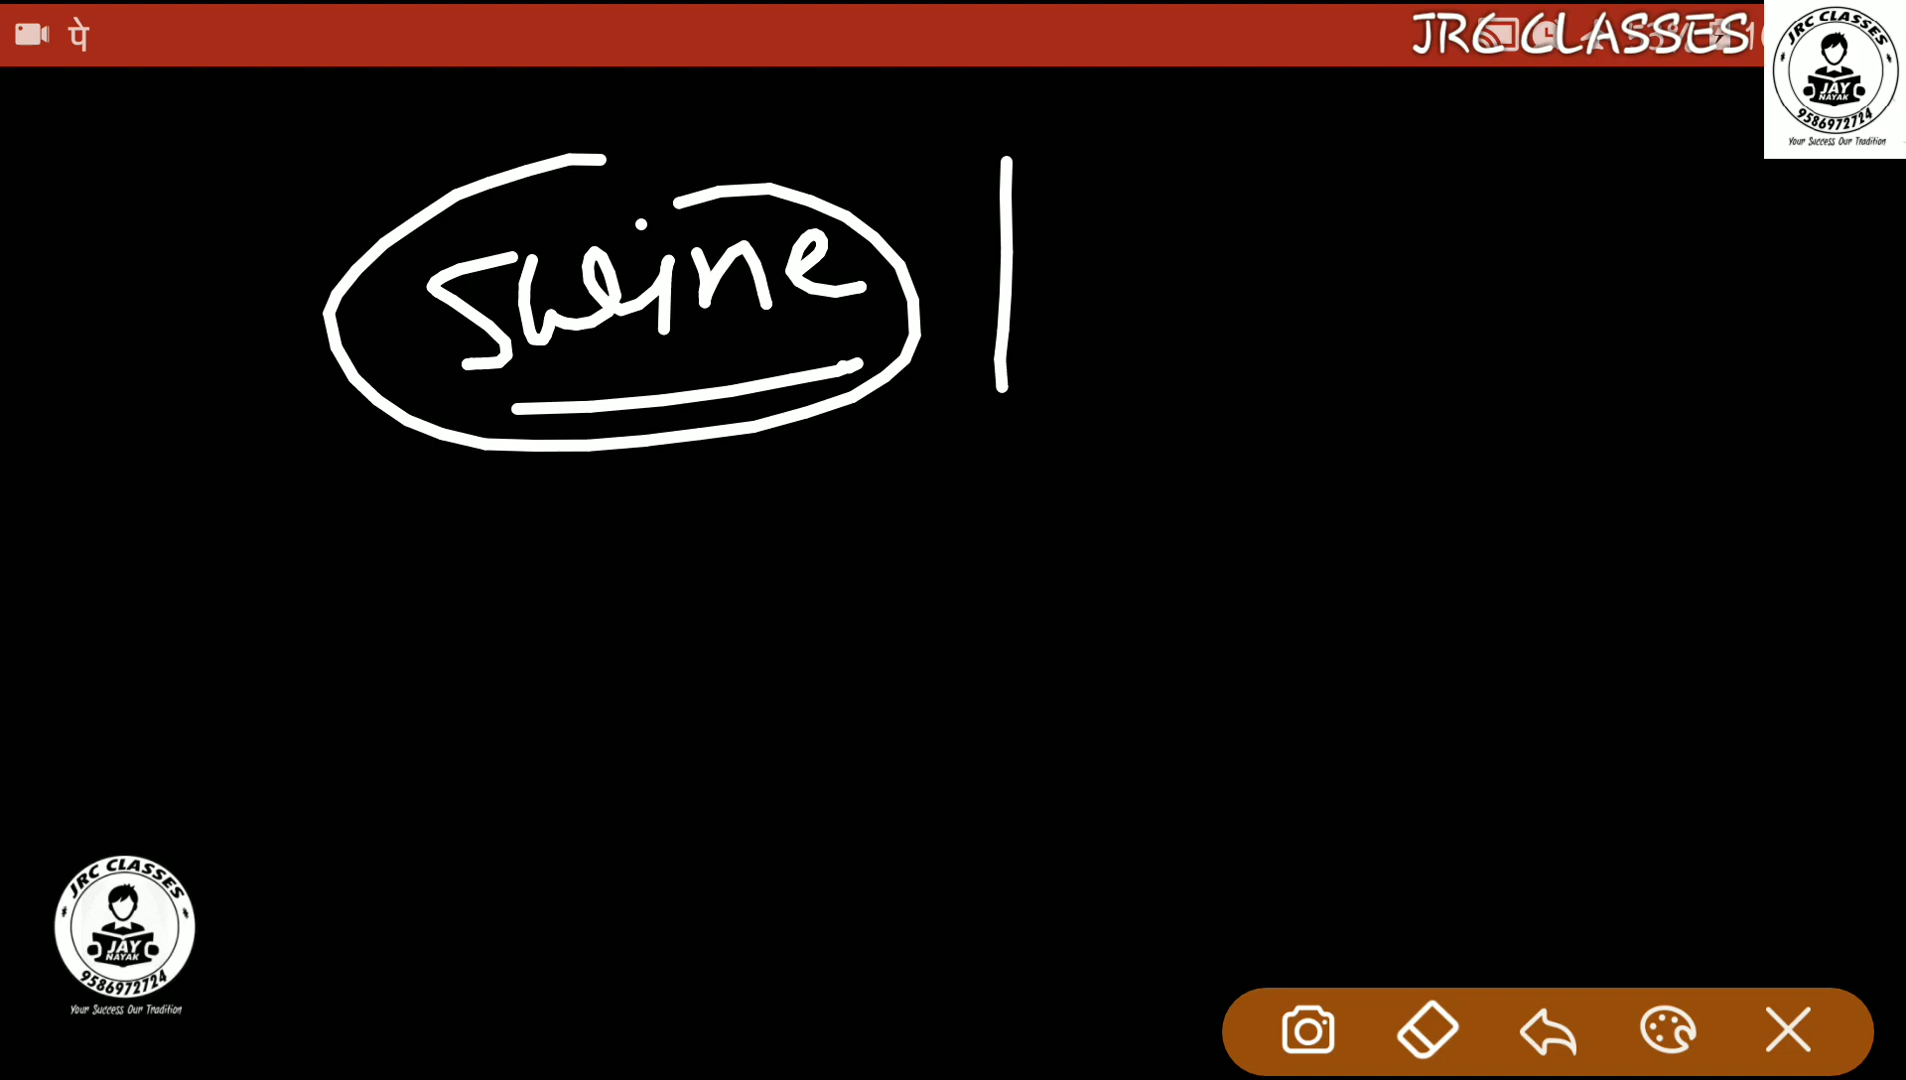 पे
JRC CLASSES
JRC CLASSES
JAY
NAYAK
9586972724
Your Success Our Tradition
Swine
JRC CLASSES
JAY
NAYAK
9586972724
Your Success Our Tradition